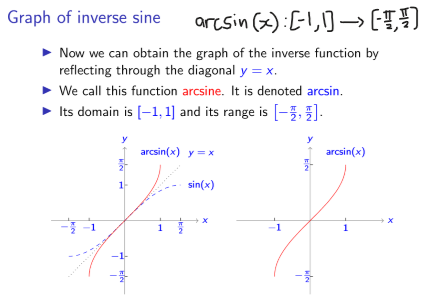 Graph of inverse sine
arcsin(x):[-1,1]⟶[-π/2,π/2]
▶ Now we can obtain the graph of the inverse function by
reflecting through the diagonal y = x.
▶ We call this function arcsine. It is denoted arcsin.
▶ Its domain is [−1, 1] and its range is [−π/2, π/2].
y
π/2
arcsin(x)
y = x
1
sin(x)
−π/2
−1
1
π/2
x
−1
−π/2
y
π/2
arcsin(x)
−1
1
x
−π/2